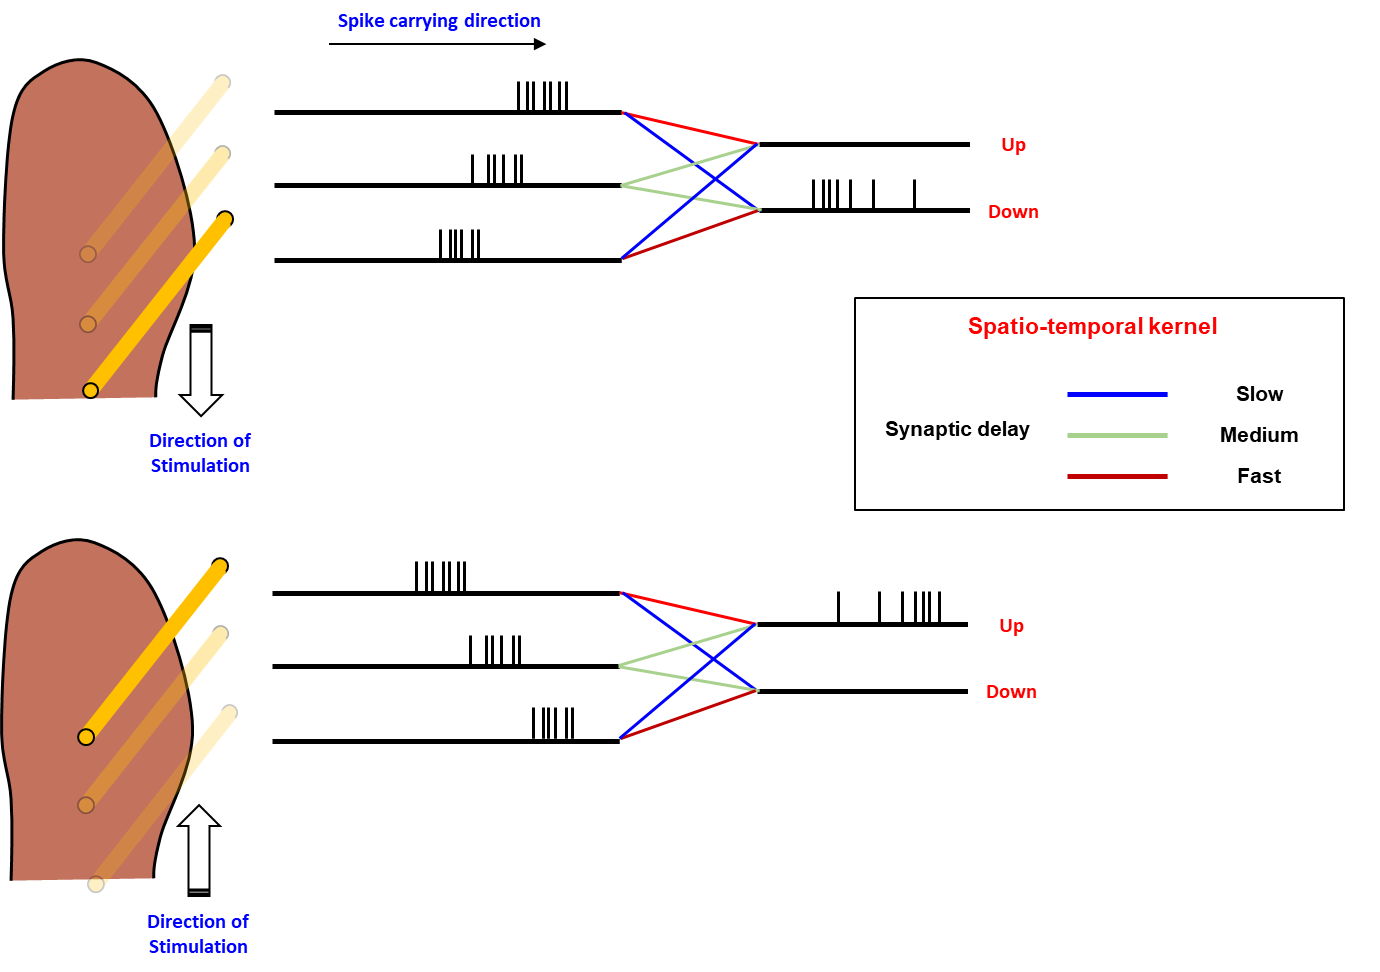 Spike carrying direction
Up
Down
Direction of
Stimulation
Spatio-temporal kernel
Synaptic delay
Slow
Medium
Fast
Up
Down
Direction of
Stimulation